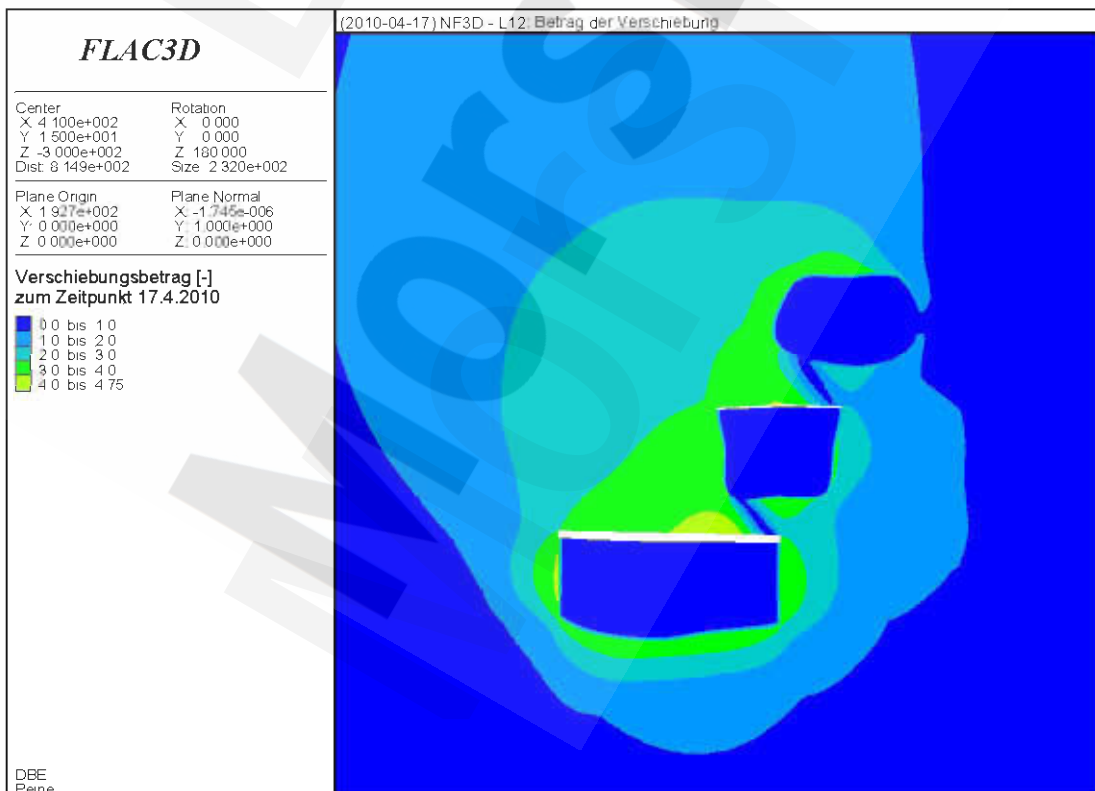 (2010-04-17) NF3D - L12: Betrag der Verschiebung
FLAC3D
Center
X 4 100e+002
Y 1 500e+001
Z -3 000e+002
Dist: 8 149e+002
Rotation
X 0 000
Y 0 000
Z 180 000
Size 2 320e+002
Plane Origin
X 1 927e+002
Y: 0 000e+000
Z 0 000e+000
Plane Normal
X: -1.745e-006
Y: 1.000e+000
Z: 0.000e+000
Verschiebungsbetrag [-]
zum Zeitpunkt 17.4.2010
0 0 bis 1 0
1 0 bis 2 0
2 0 bis 3 0
3 0 bis 4 0
4 0 bis 4 75
DBE
Peine